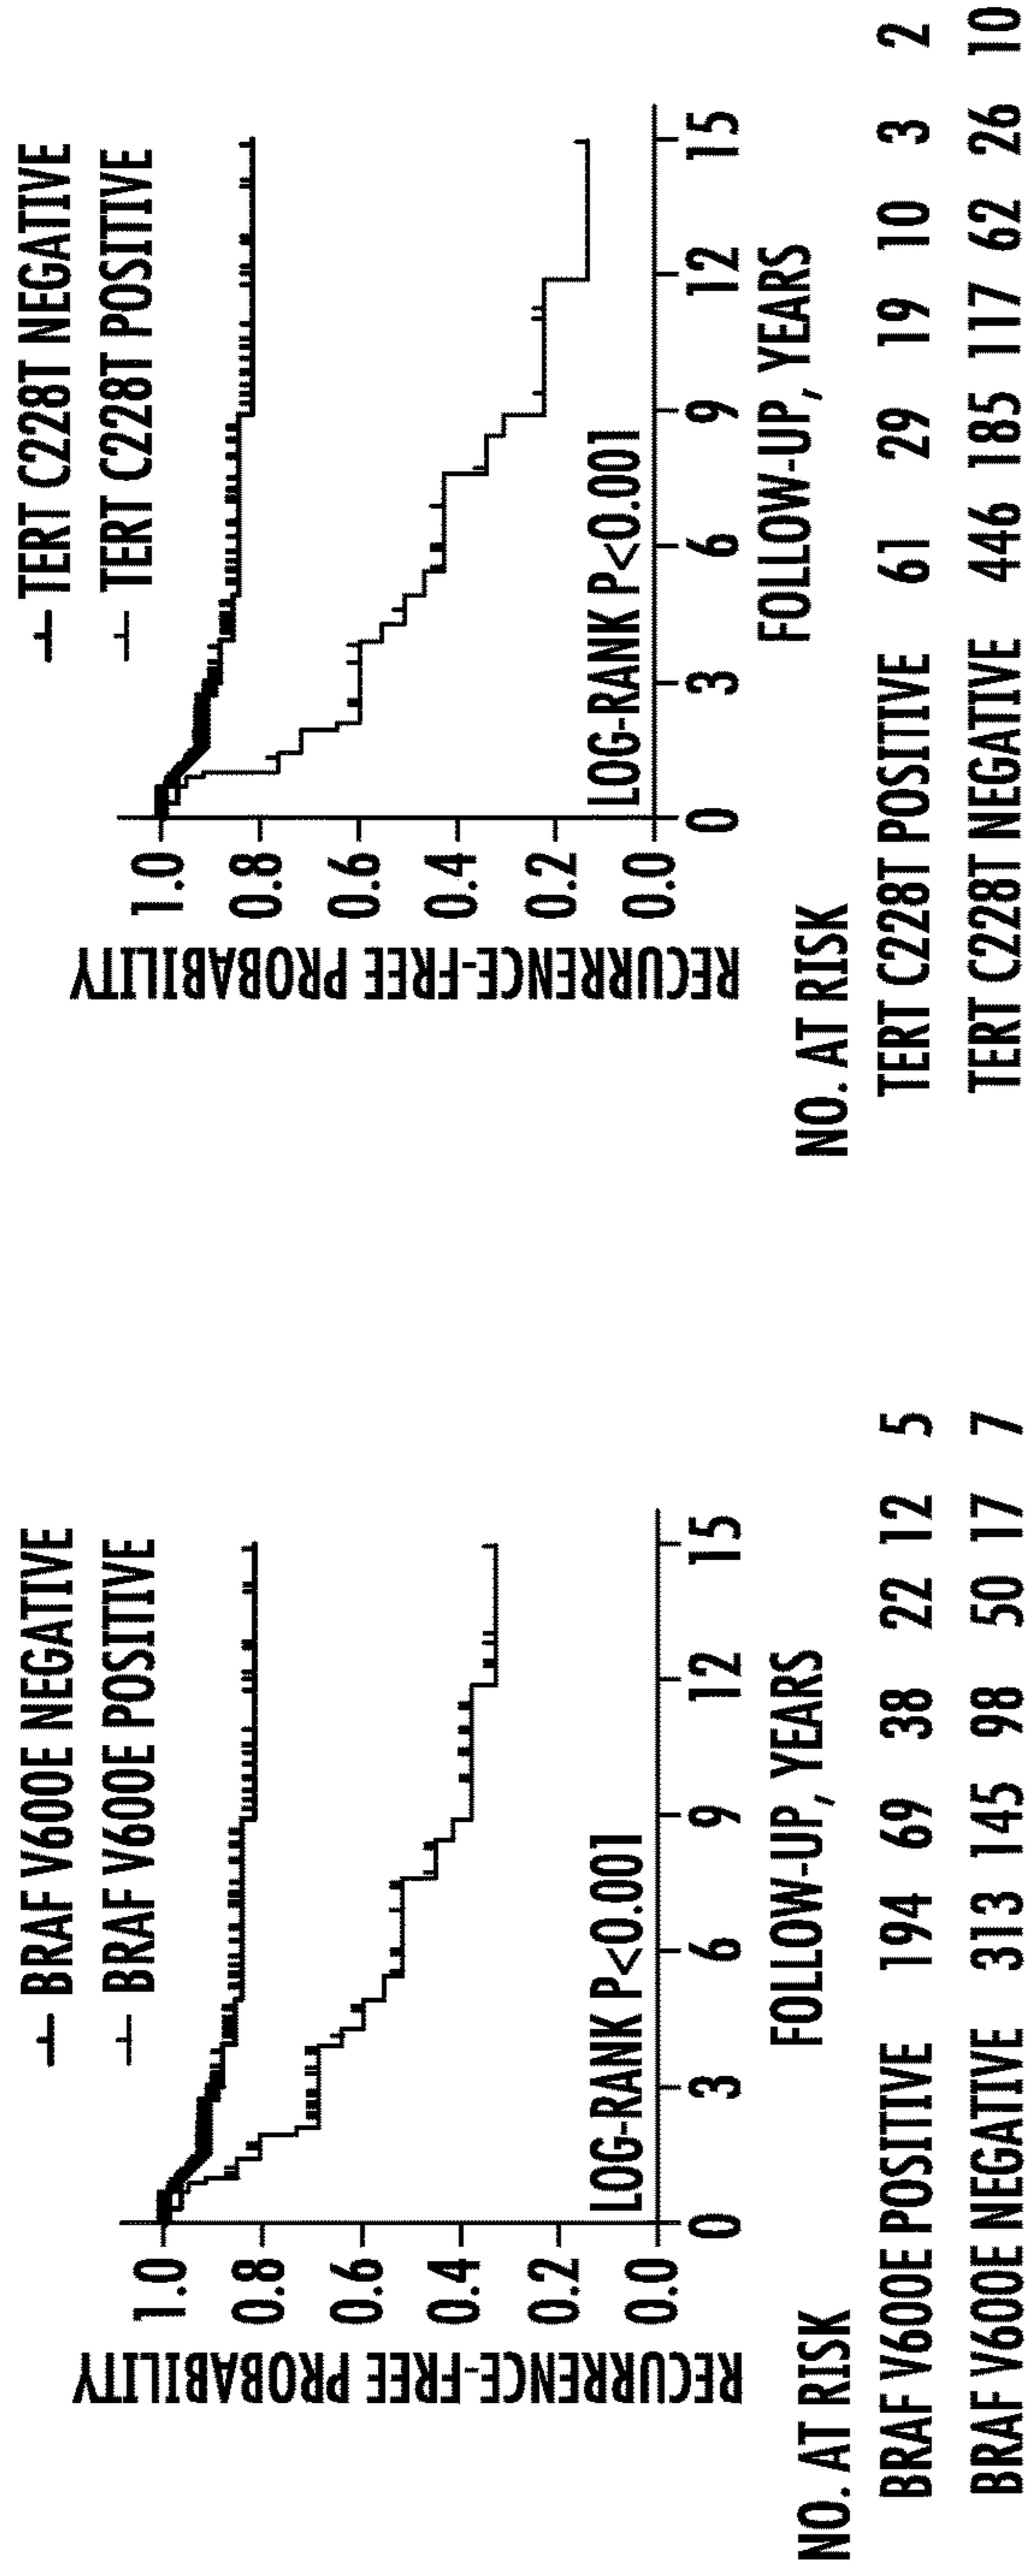 BRAF V600E NEGATIVE
BRAF V600E POSITIVE
RECURRENCE-FREE PROBABILITY
1.0
0.8
0.6
0.4
0.2
0.0
LOG-RANK P<0.001
0 3 6 9 12 15
FOLLOW-UP, YEARS
NO. AT RISK
BRAF V600E POSITIVE 194 69 38 22 12 5
BRAF V600E NEGATIVE 313 145 98 50 17 7
TERT C228T NEGATIVE
TERT C228T POSITIVE
RECURRENCE-FREE PROBABILITY
1.0
0.8
0.6
0.4
0.2
0.0
LOG-RANK P<0.001
0 3 6 9 12 15
FOLLOW-UP, YEARS
NO. AT RISK
TERT C228T POSITIVE 61 29 19 10 3 2
TERT C228T NEGATIVE 446 185 117 62 26 10